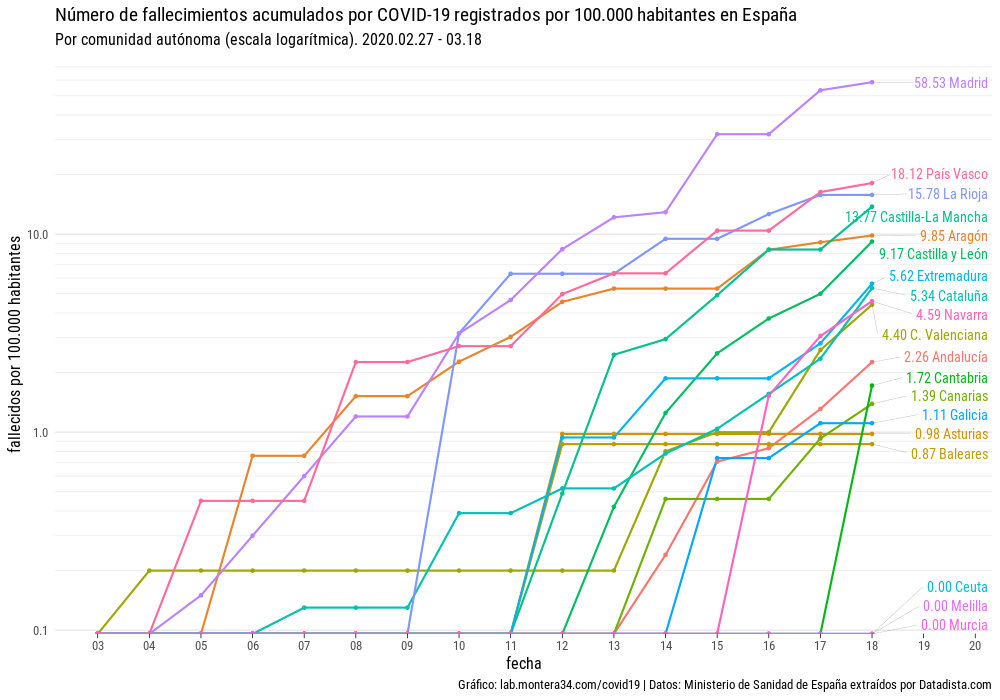 Número de fallecimientos acumulados por COVID-19 registrados por 100.000 habitantes en España
Por comunidad autónoma (escala logarítmica). 2020.02.27 - 03.18
fallecidos por 100.000 habitantes
10.0
1.0
0.1
58.53 Madrid
18.12 País Vasco
15.78 La Rioja
13.77 Castilla-La Mancha
9.85 Aragón
9.17 Castilla y León
5.62 Extremadura
5.34 Cataluña
4.59 Navarra
4.40 C. Valenciana
2.26 Andalucía
1.72 Cantabria
1.39 Canarias
1.11 Galicia
0.98 Asturias
0.87 Baleares
0.00 Ceuta
0.00 Melilla
0.00 Murcia
03 04 05 06 07 08 09 10 11 12 13 14 15 16 17 18 19 20
fecha
Gráfico: lab.montera34.com/covid19 | Datos: Ministerio de Sanidad de España extraídos por Datadista.com